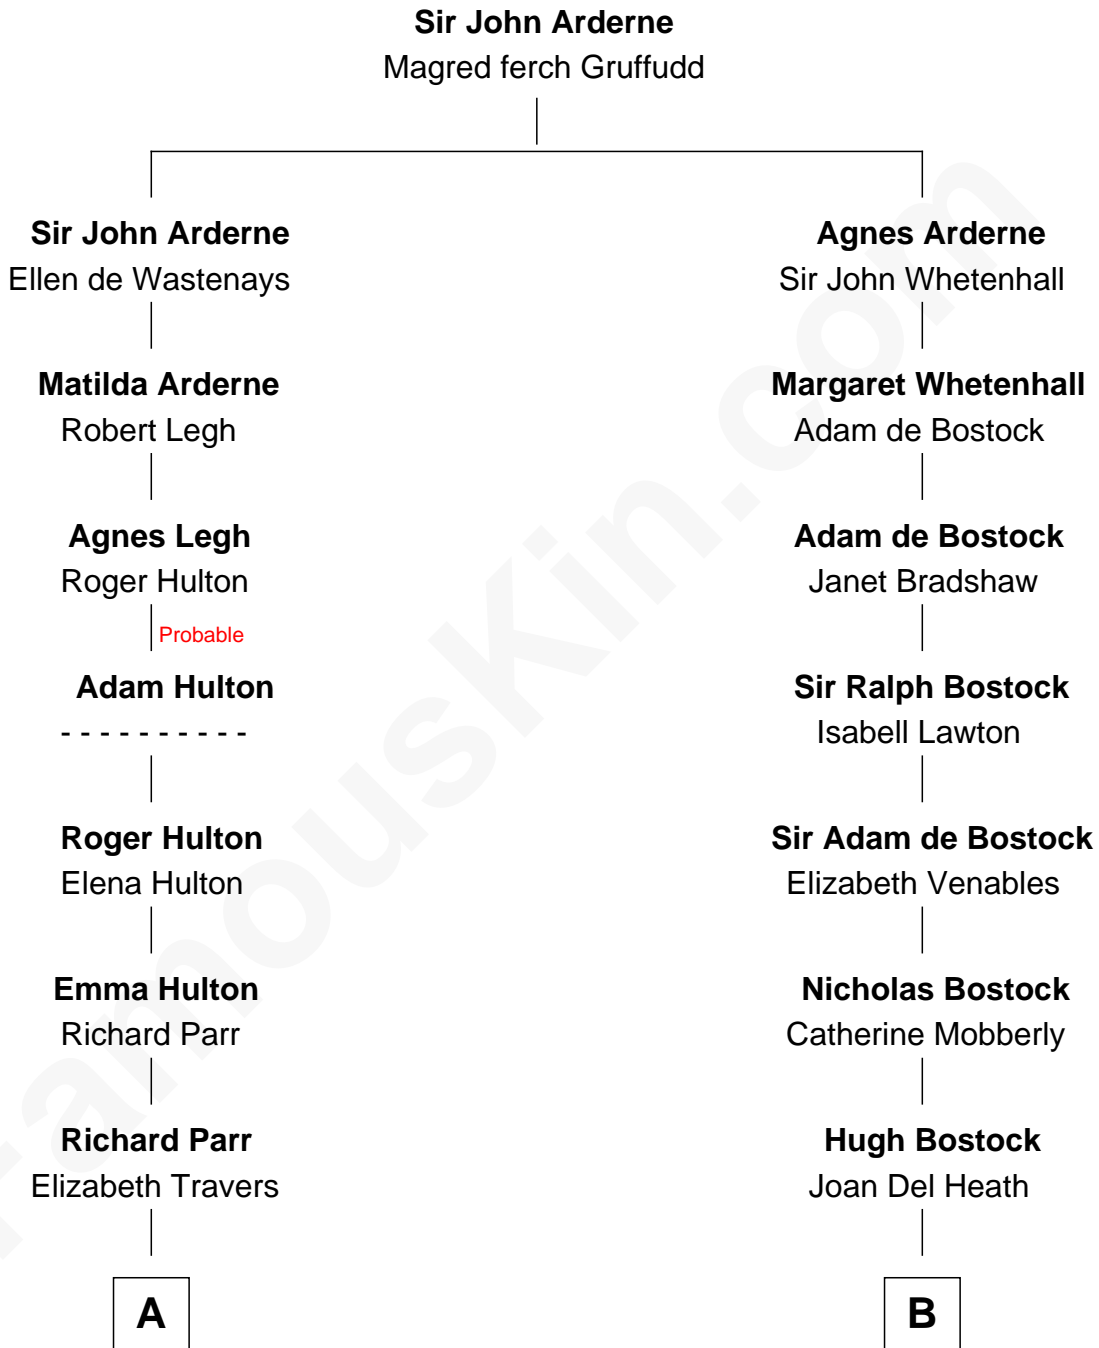 Sir John Arderne
Magred ferch Gruffudd
Sir John Arderne
Ellen de Wastenays
Matilda Arderne
Robert Legh
Agnes Legh
Roger Hulton
Probable
Adam Hulton
- - - - - - - - - -
Roger Hulton
Elena Hulton
Emma Hulton
Richard Parr
Richard Parr
Elizabeth Travers
A
Agnes Arderne
Sir John Whetenhall
Margaret Whetenhall
Adam de Bostock
Adam de Bostock
Janet Bradshaw
Sir Ralph Bostock
Isabell Lawton
Sir Adam de Bostock
Elizabeth Venables
Nicholas Bostock
Catherine Mobberly
Hugh Bostock
Joan Del Heath
B
FamousKin.com